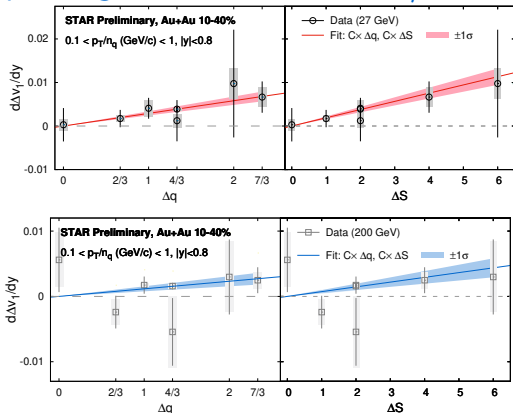 STAR Preliminary, Au+Au 10-40%
0.1 < pT/nq (GeV/c) < 1, |y|<0.8
Data (27 GeV)
Fit: C× Δq, C× ΔS ±1σ
dΔv1/dy
0.02
0.01
0
-0.01
0 2/3 1 4/3 2 7/3
Δq
0 1 2 3 4 5 6
ΔS
STAR Preliminary, Au+Au 10-40%
0.1 < pT/nq (GeV/c) < 1, |y|<0.8
Data (200 GeV)
Fit: C× Δq, C× ΔS ±1σ
dΔv1/dy
0.01
0
-0.01
0 2/3 1 4/3 2 7/3
Δq
0 1 2 3 4 5 6
ΔS